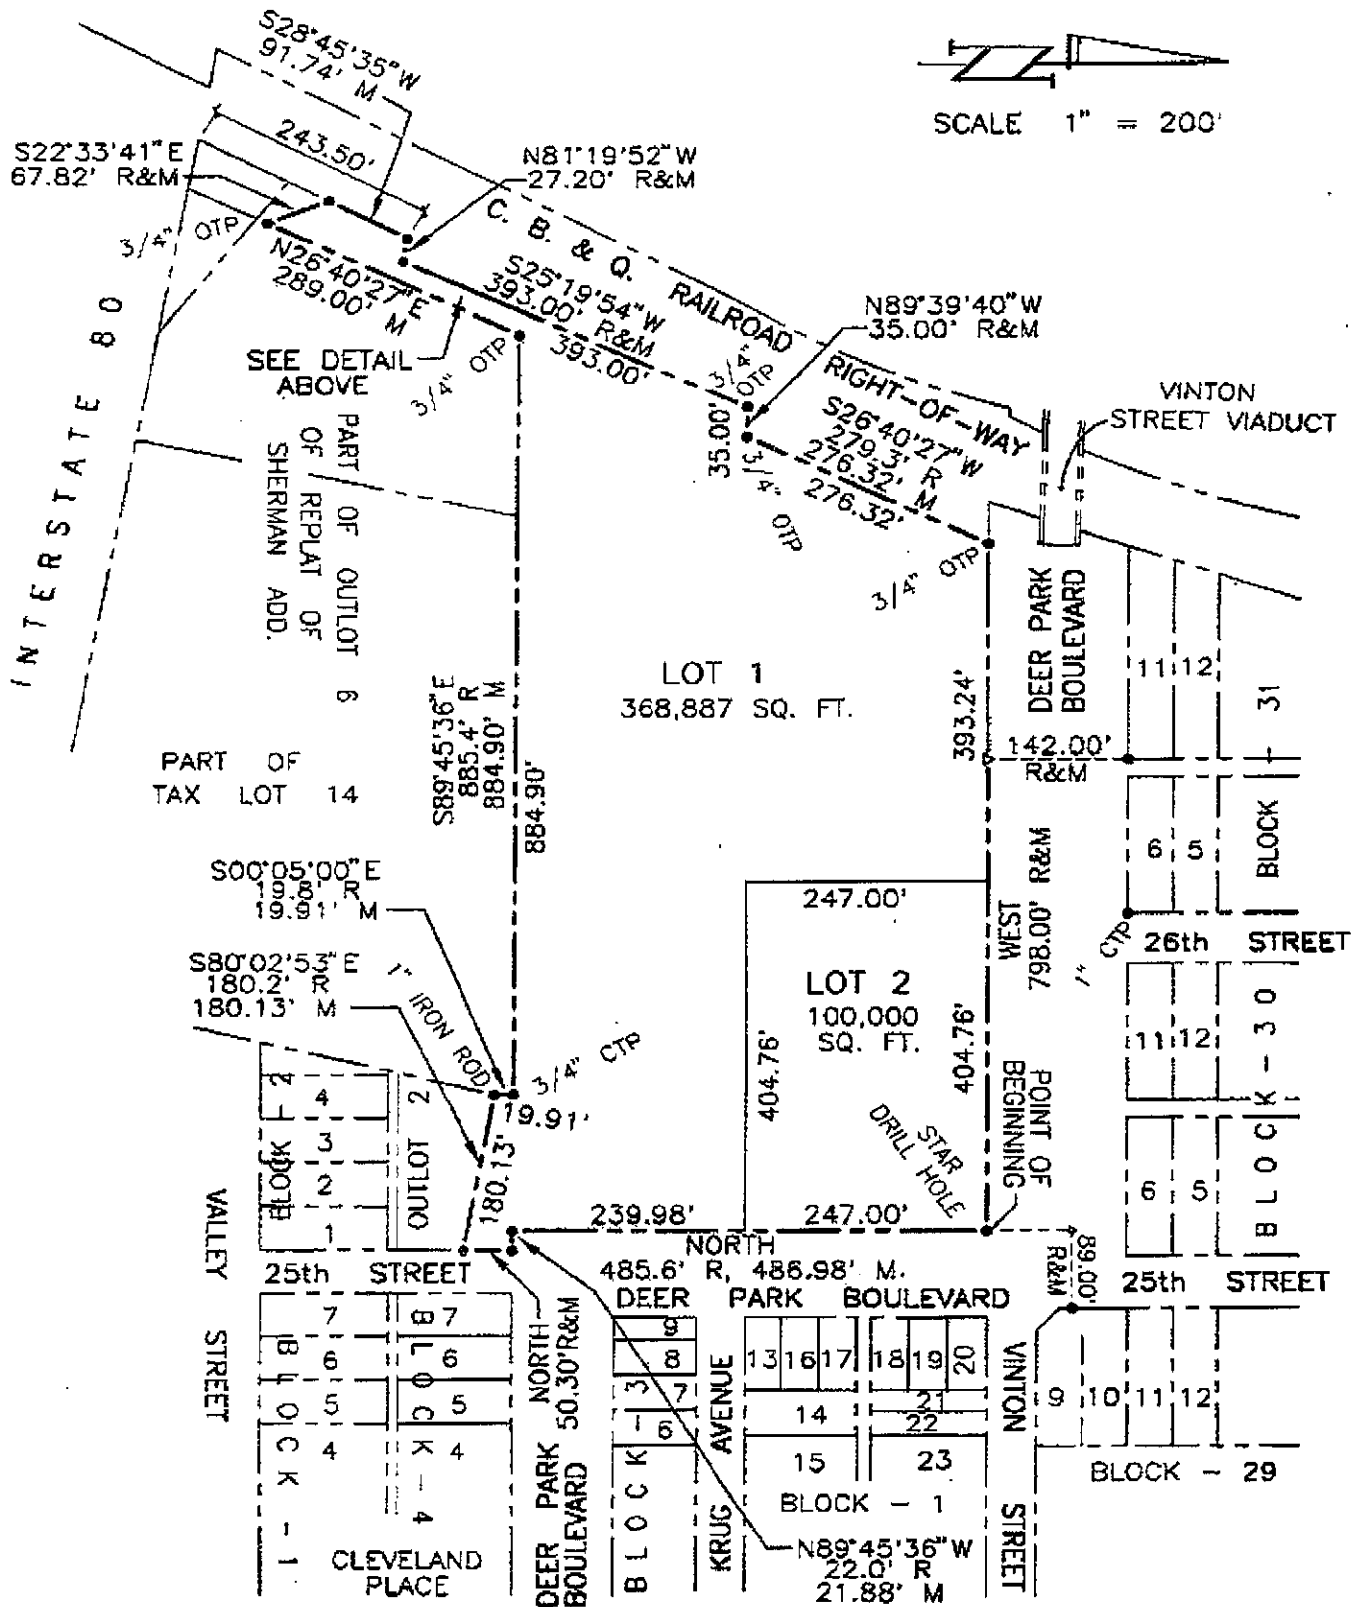 S28°45'35"W
91.74' M
SCALE 1" = 200'
243.50'
S22°33'41"E
67.82' R&M
N81°19'52"W
27.20' R&M
3/4" OTP
C. B. & Q. RAILROAD
RIGHT-OF-WAY
N26°40'27"E
289.00' M
S25°19'54"W
393.00' R&M
393.00'
N89°39'40"W
35.00' R&M
SEE DETAIL
ABOVE
3/4" OTP
3/4" OTP
35.00'
3/4" OTP
S26°40'27"W
279.3' R
276.32' M
276.32'
3/4" OTP
VINTON
STREET VIADUCT
INTERSTATE 80
PART OF OUTLOT 6
OF REPLAT OF
SHERMAN ADD.
DEER PARK
BOULEVARD
11 12
31
LOT 1
368,887 SQ. FT.
393.24'
142.00'
R&M
S89°45'36"E
885.4' R
884.90' M
884.90'
PART OF
TAX LOT 14
6 5
BLOCK
S00°05'00"E
19.8' R
19.91' M
247.00'
WEST
798.00' R&M
1" CTP
26th STREET
S80°02'53"E
180.2' R
180.13' M
1" IRON ROD
3/4" CTP
LOT 2
100,000
SQ. FT.
404.76'
404.76'
11 12
BLOCK-30
19.91'
180.13'
STAR
DRILL HOLE
POINT OF
BEGINNING
BLOCK - 2
4
3
2
1
OUTLOT 2
6 5
239.98'
247.00'
NORTH
485.6' R, 486.98' M.
89.00'
R&M
VALLEY STREET
25th STREET
DEER PARK BOULEVARD
25th STREET
7
6
5
4
BLOCK - 1
7
6
5
4
BLOCK - 4
NORTH
50.30'R&M
DEER PARK
BOULEVARD
9
8
7
6
BLOCK - 3
KRUG AVENUE
13 16 17
18 19 20
21
22
14
15
23
BLOCK - 1
VINTON STREET
9 10 11 12
BLOCK - 29
CLEVELAND
PLACE
N89°45'36"W
22.0' R
21.88' M